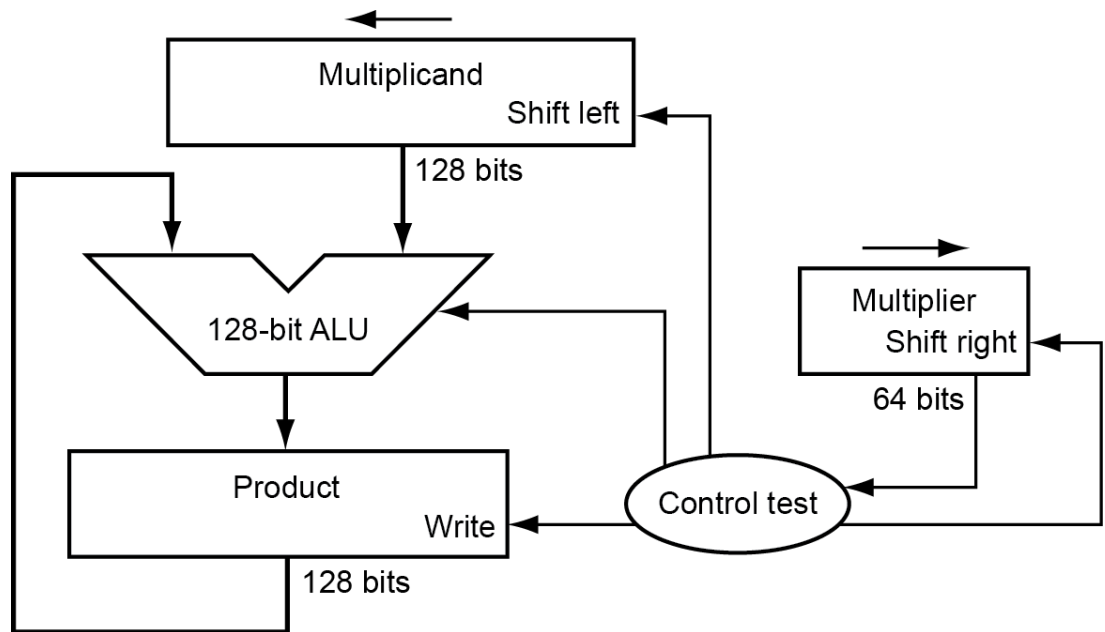 Multiplicand
Shift left
128 bits
128-bit ALU
Multiplier
Shift right
64 bits
Product
Write
Control test
128 bits